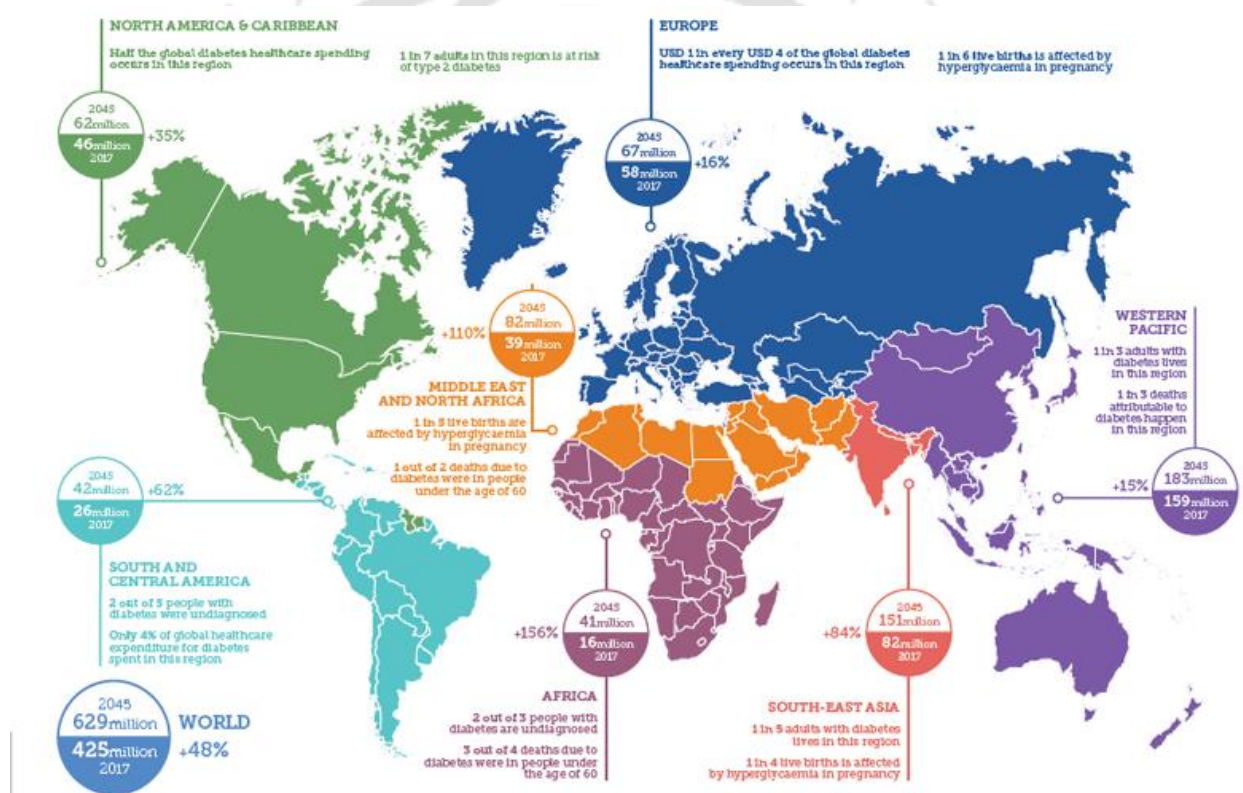 NORTH AMERICA & CARIBBEAN
Half the global diabetes healthcare spending
occurs in this region
1 in 7 adults in this region is at risk
of type 2 diabetes
2045
62million
46million
2017
+35%
EUROPE
USD 1 in every USD 4 of the global diabetes
healthcare spending occurs in this region
1 in 6 live births is affected by
hyperglycaemia in pregnancy
2045
67million
58million
2017
+16%
+110%
2045
82million
39million
2017
MIDDLE EAST
AND NORTH AFRICA
1 in 5 live births are
affected by hyperglycaemia
in pregnancy
1 out of 2 deaths due to
diabetes were in people
under the age of 60
WESTERN
PACIFIC
1 in 3 adults with
diabetes lives
in this region
1 in 3 deaths
attributable to
diabetes happen
in this region
+15%
2045
183million
159million
2017
2045
42million
26million
2017
+62%
SOUTH AND
CENTRAL AMERICA
2 out of 5 people with
diabetes were undiagnosed
Only 4% of global healthcare
expenditure for diabetes
spent in this region
2045
629million
425million
2017
WORLD
+48%
+156%
2045
41million
16million
2017
AFRICA
2 out of 3 people with
diabetes are undiagnosed
3 out of 4 deaths due to
diabetes were in people under
the age of 60
+84%
2045
151million
82million
2017
SOUTH-EAST ASIA
1 in 5 adults with diabetes
lives in this region
1 in 4 live births is affected
by hyperglycaemia in pregnancy